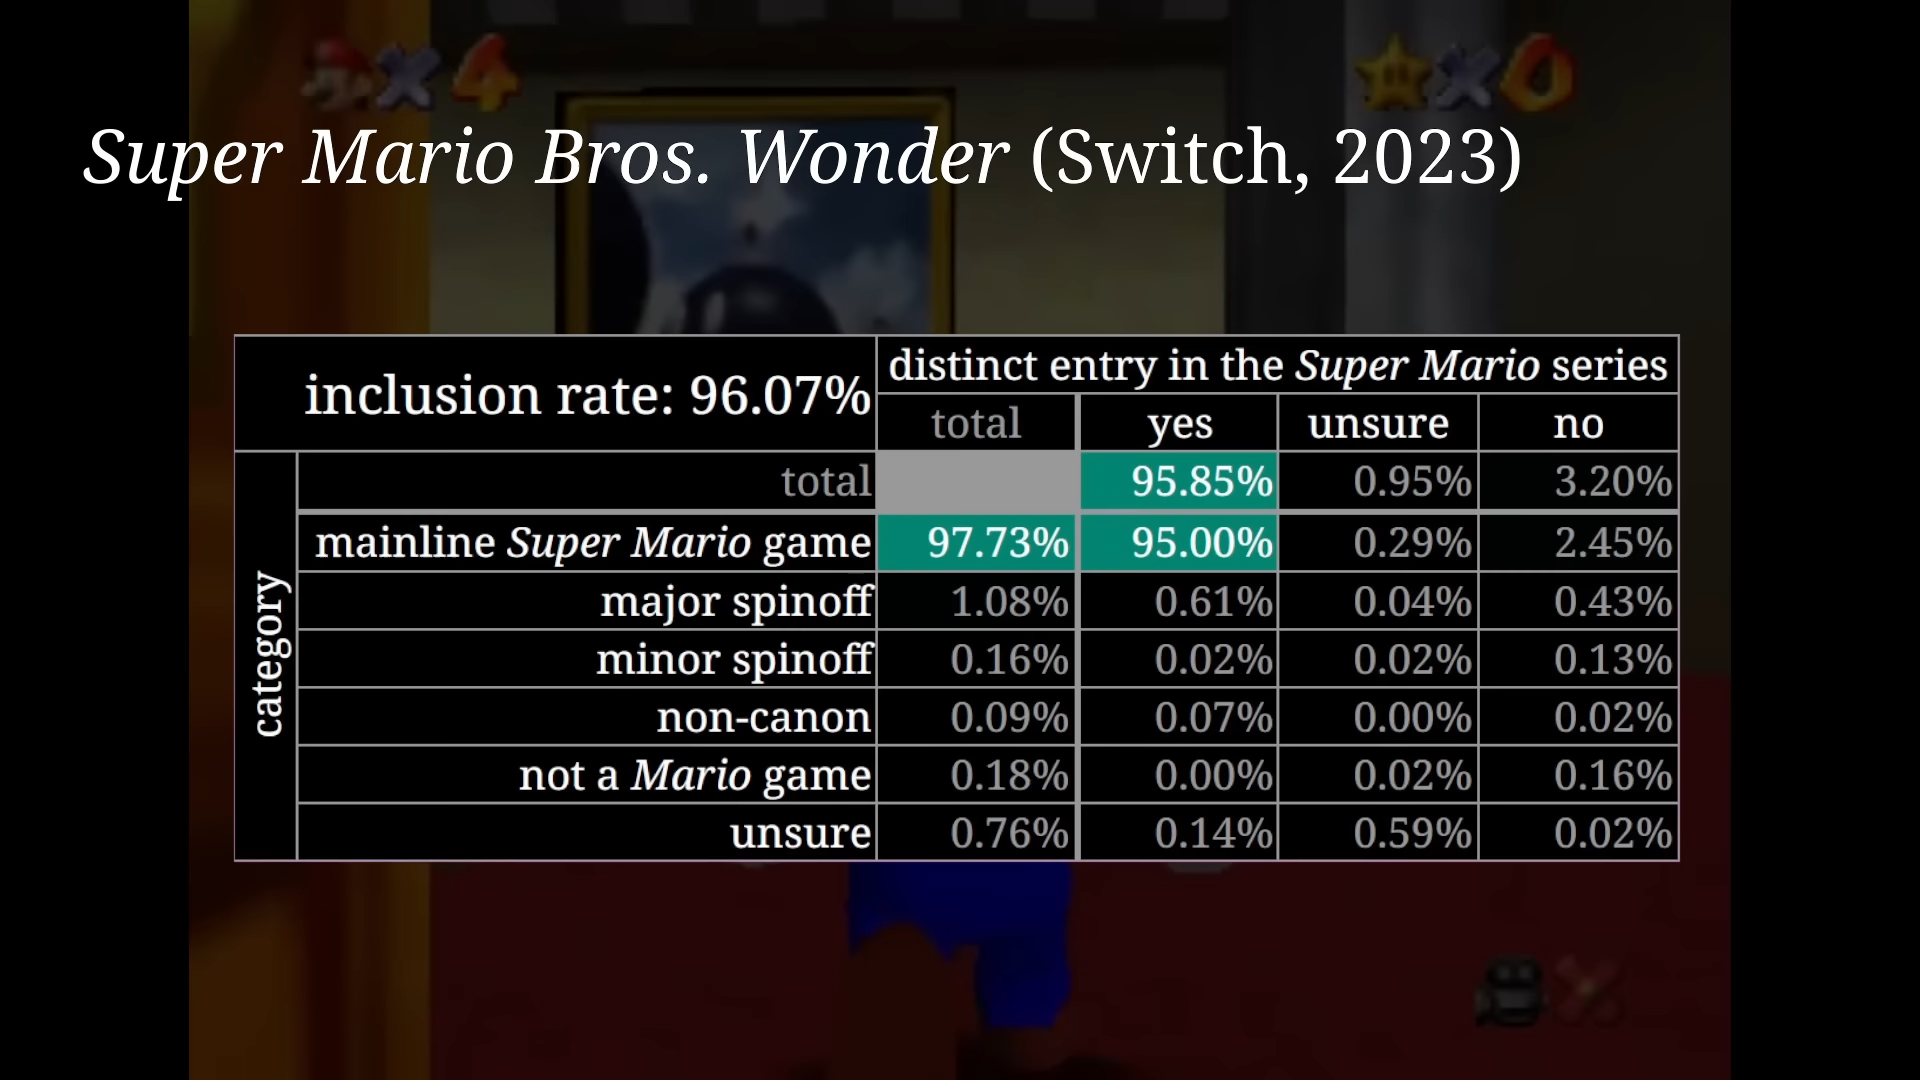 x 4
x 0
Super Mario Bros. Wonder (Switch, 2023)
inclusion rate: 96.07%
distinct entry in the Super Mario series
total yes unsure no
category
total 95.85% 0.95% 3.20%
mainline Super Mario game 97.73% 95.00% 0.29% 2.45%
major spinoff 1.08% 0.61% 0.04% 0.43%
minor spinoff 0.16% 0.02% 0.02% 0.13%
non-canon 0.09% 0.07% 0.00% 0.02%
not a Mario game 0.18% 0.00% 0.02% 0.16%
unsure 0.76% 0.14% 0.59% 0.02%